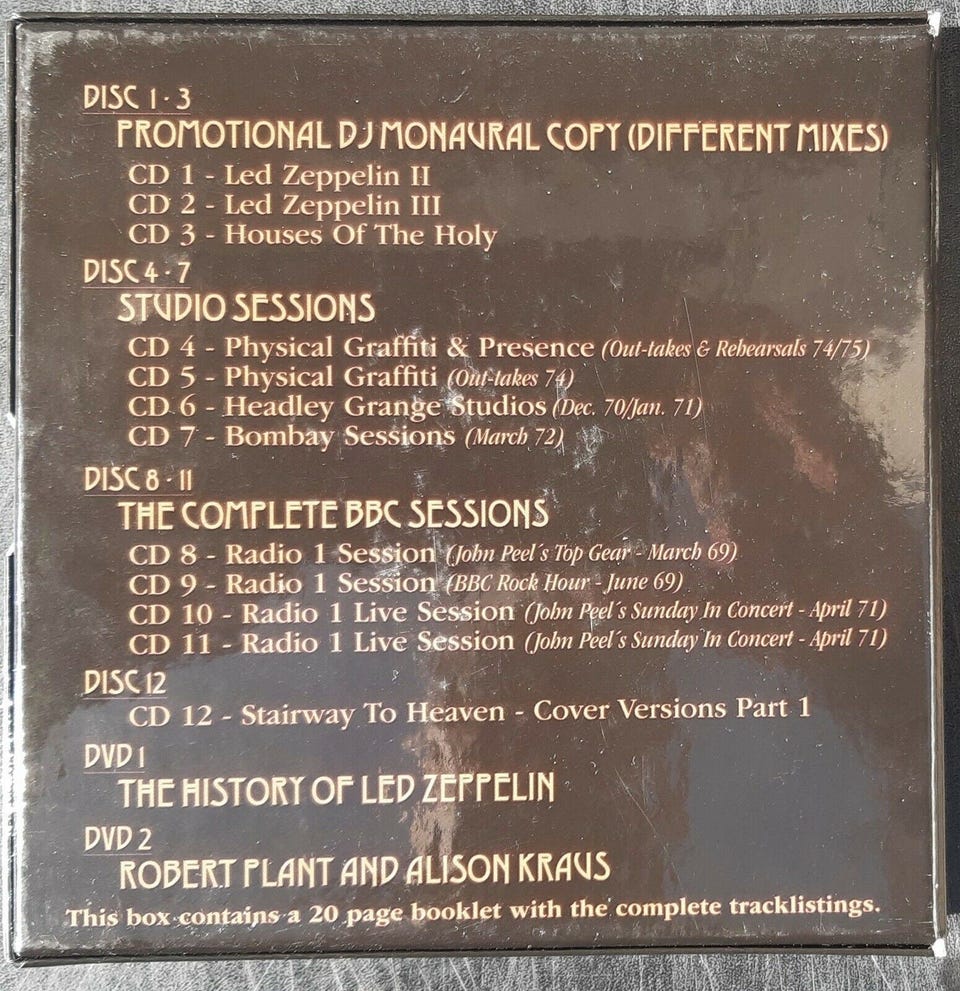 DISC 1 · 3
PROMOTIONAL DJ MONAURAL COPY (DIFFERENT MIXES)
CD 1 - Led Zeppelin II
CD 2 - Led Zeppelin III
CD 3 - Houses Of The Holy
DISC 4 · 7
STUDIO SESSIONS
CD 4 - Physical Graffiti & Presence (Out-takes & Rehearsals 74/75)
CD 5 - Physical Graffiti (Out-takes 74)
CD 6 - Headley Grange Studios (Dec. 70/Jan. 71)
CD 7 - Bombay Sessions (March 72)
DISC 8 · 11
THE COMPLETE BBC SESSIONS
CD 8 - Radio 1 Session (John Peel´s Top Gear - March 69)
CD 9 - Radio 1 Session (BBC Rock Hour - June 69)
CD 10 - Radio 1 Live Session (John Peel´s Sunday In Concert - April 71)
CD 11 - Radio 1 Live Session (John Peel´s Sunday In Concert - April 71)
DISC 12
CD 12 - Stairway To Heaven - Cover Versions Part 1
DVD 1
THE HISTORY OF LED ZEPPELIN
DVD 2
ROBERT PLANT AND ALISON KRAUS
This box contains a 20 page booklet with the complete tracklistings.